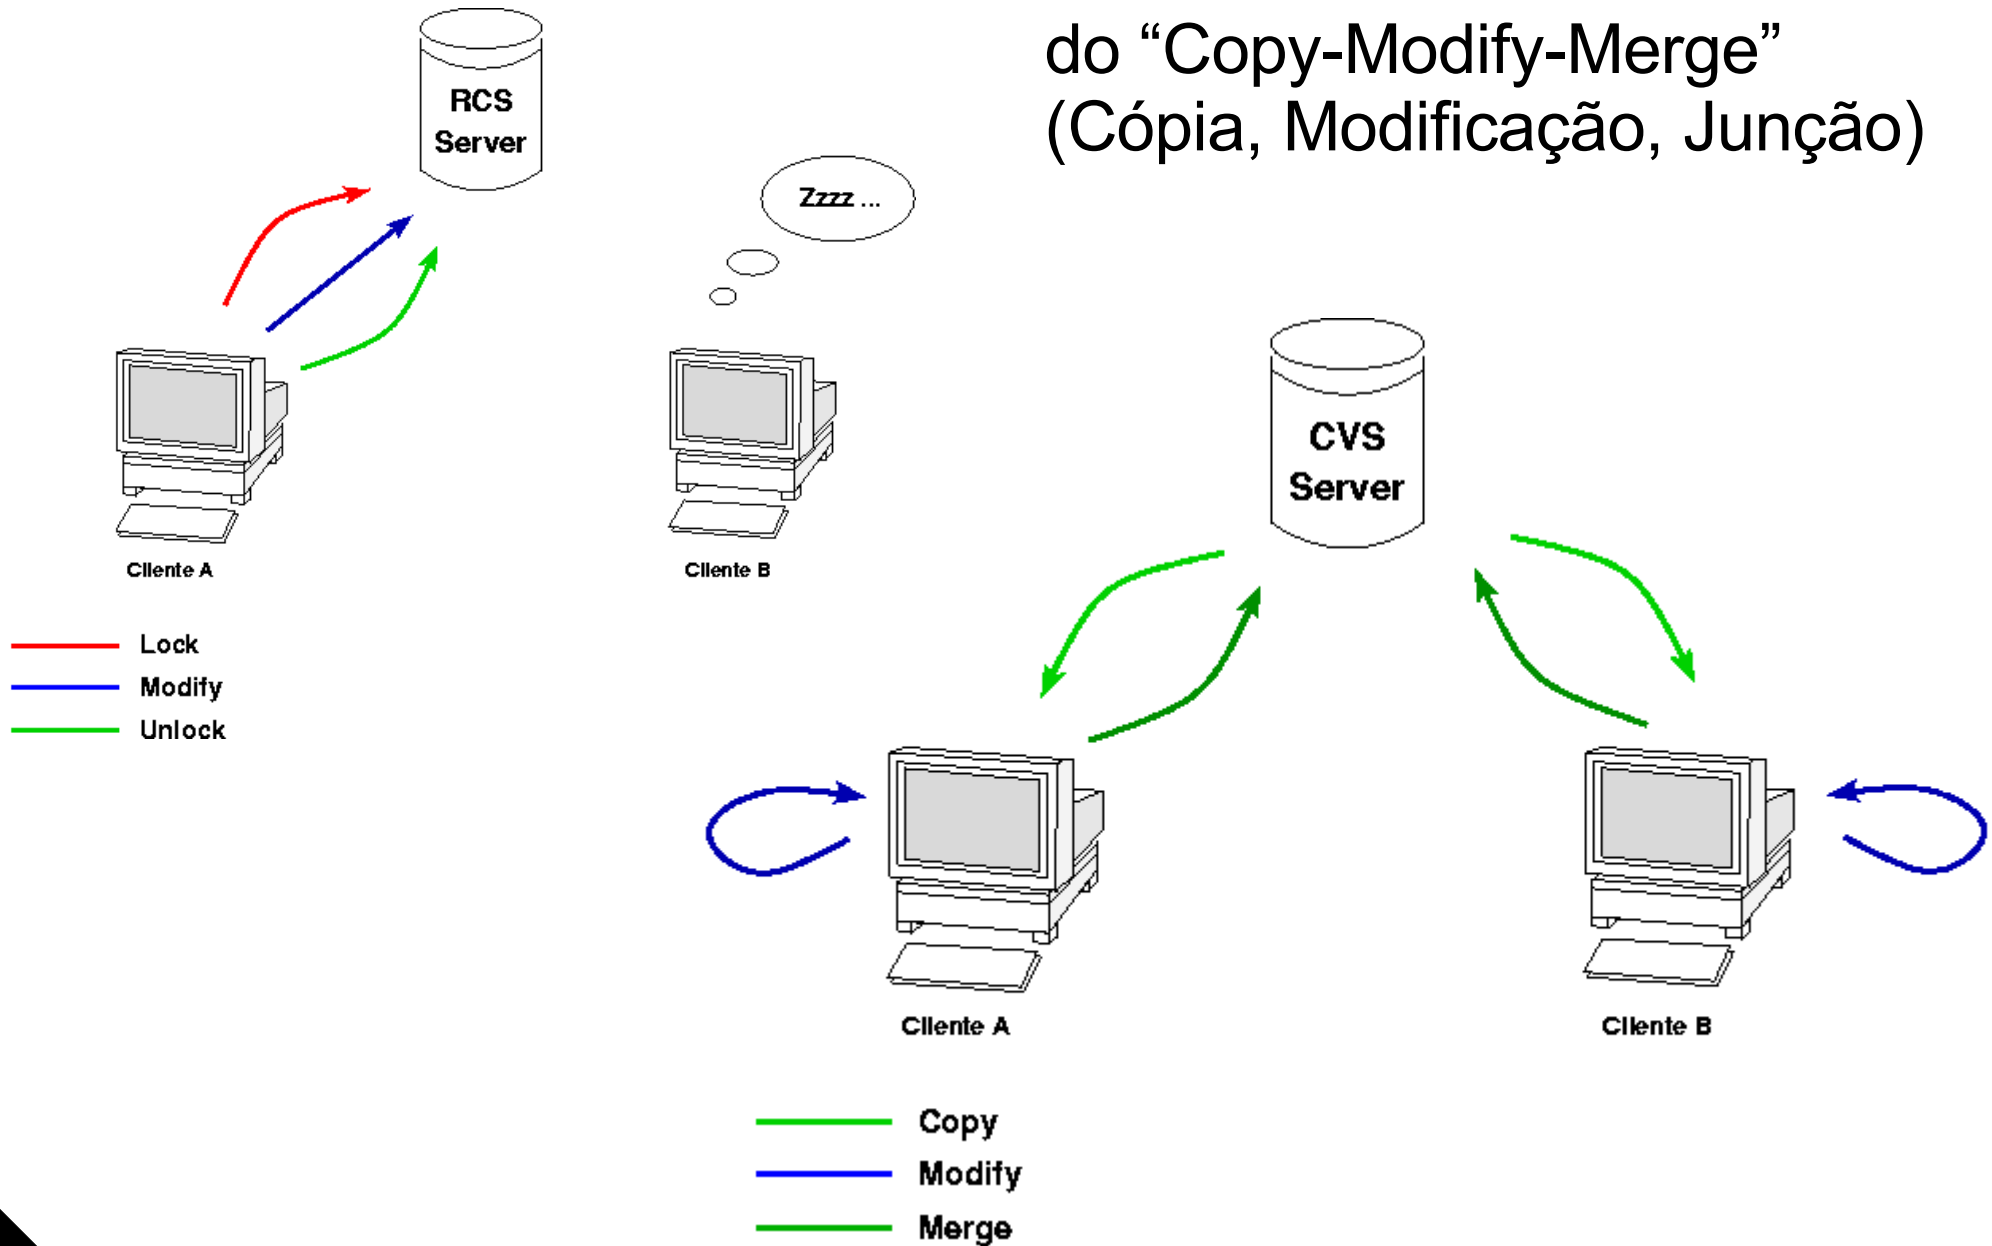 do “Copy-Modify-Merge”
(Cópia, Modificação, Junção)
RCS
Server
Zzzz ...
Cliente A
Cliente B
Lock
Modify
Unlock
CVS
Server
Cliente A
Cliente B
Copy
Modify
Merge